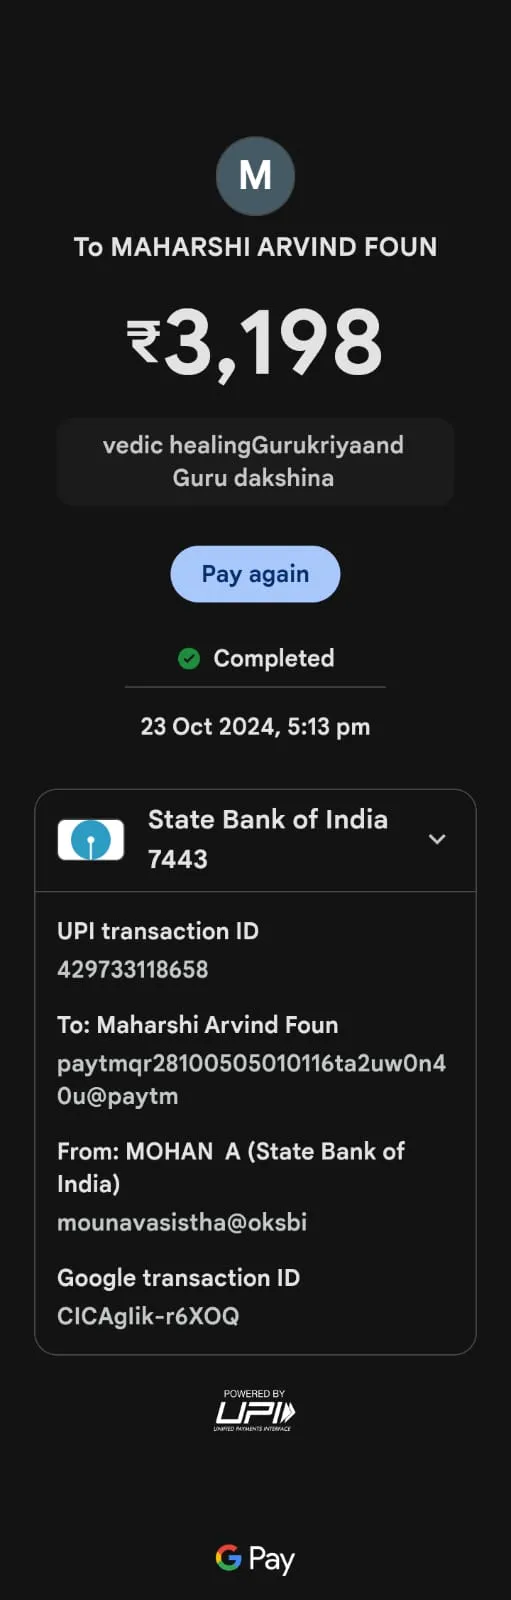 M
To MAHARSHI ARVIND FOUN
₹3,198
vedic healingGurukriyaand
Guru dakshina
Pay again
Completed
23 Oct 2024, 5:13 pm
State Bank of India
7443
UPI transaction ID
429733118658
To: Maharshi Arvind Foun
paytmqr28100505010116ta2uw0n4
0u@paytm
From: MOHAN  A (State Bank of
India)
mounavasistha@oksbi
Google transaction ID
CICAgIik-r6XOQ
POWERED BY
UPI
UNIFIED PAYMENTS INTERFACE
G Pay